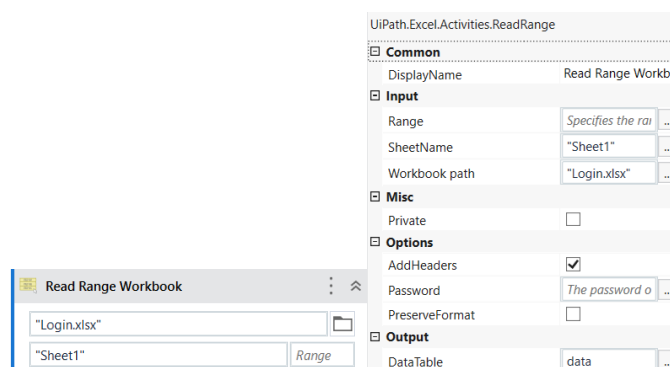 UiPath.Excel.Activities.ReadRange
Common
DisplayName Read Range Workb
Input
Range Specifies the rai ..
SheetName "Sheet1" ..
Workbook path "Login.xlsx" ..
Misc
Private
Options
AddHeaders
Password The password o ..
PreserveFormat
Output
DataTable data ..
Read Range Workbook
"Login.xlsx"
"Sheet1" Range